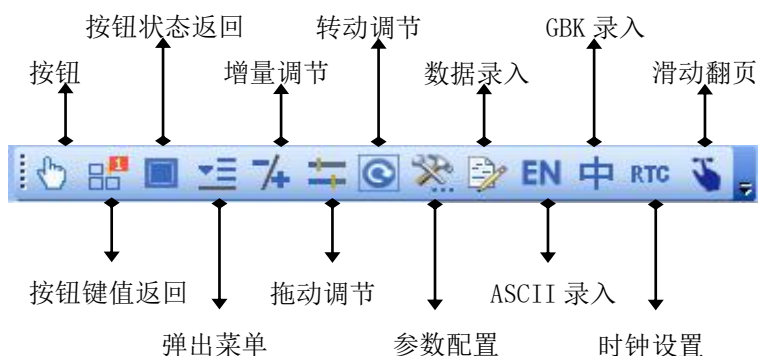 按钮状态返回 转动调节 GBK 录入
按钮 增量调节 数据录入 滑动翻页
1 EN 中 RTC
按钮键值返回 拖动调节 ASCII 录入
弹出菜单 参数配置 时钟设置